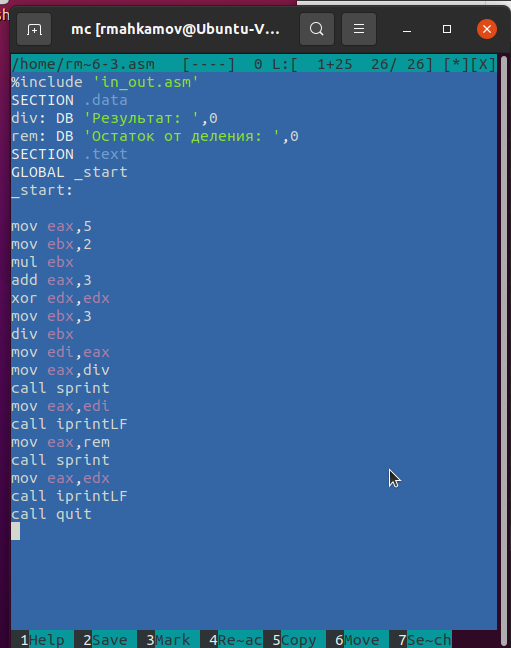 sh
mc [rmahkamov@Ubuntu-V…
/home/rm~6-3.asm [----] 0 L:[ 1+25 26/ 26] [*][X]
%include 'in_out.asm'
SECTION .data
div: DB 'Результат: ',0
rem: DB 'Остаток от деления: ',0
SECTION .text
GLOBAL _start
_start:
mov eax,5
mov ebx,2
mul ebx
add eax,3
xor edx,edx
mov ebx,3
div ebx
mov edi,eax
mov eax,div
call sprint
mov eax,edi
call iprintLF
mov eax,rem
call sprint
mov eax,edx
call iprintLF
call quit
1Help 2Save 3Mark 4Re~ac 5Copy 6Move 7Se~ch